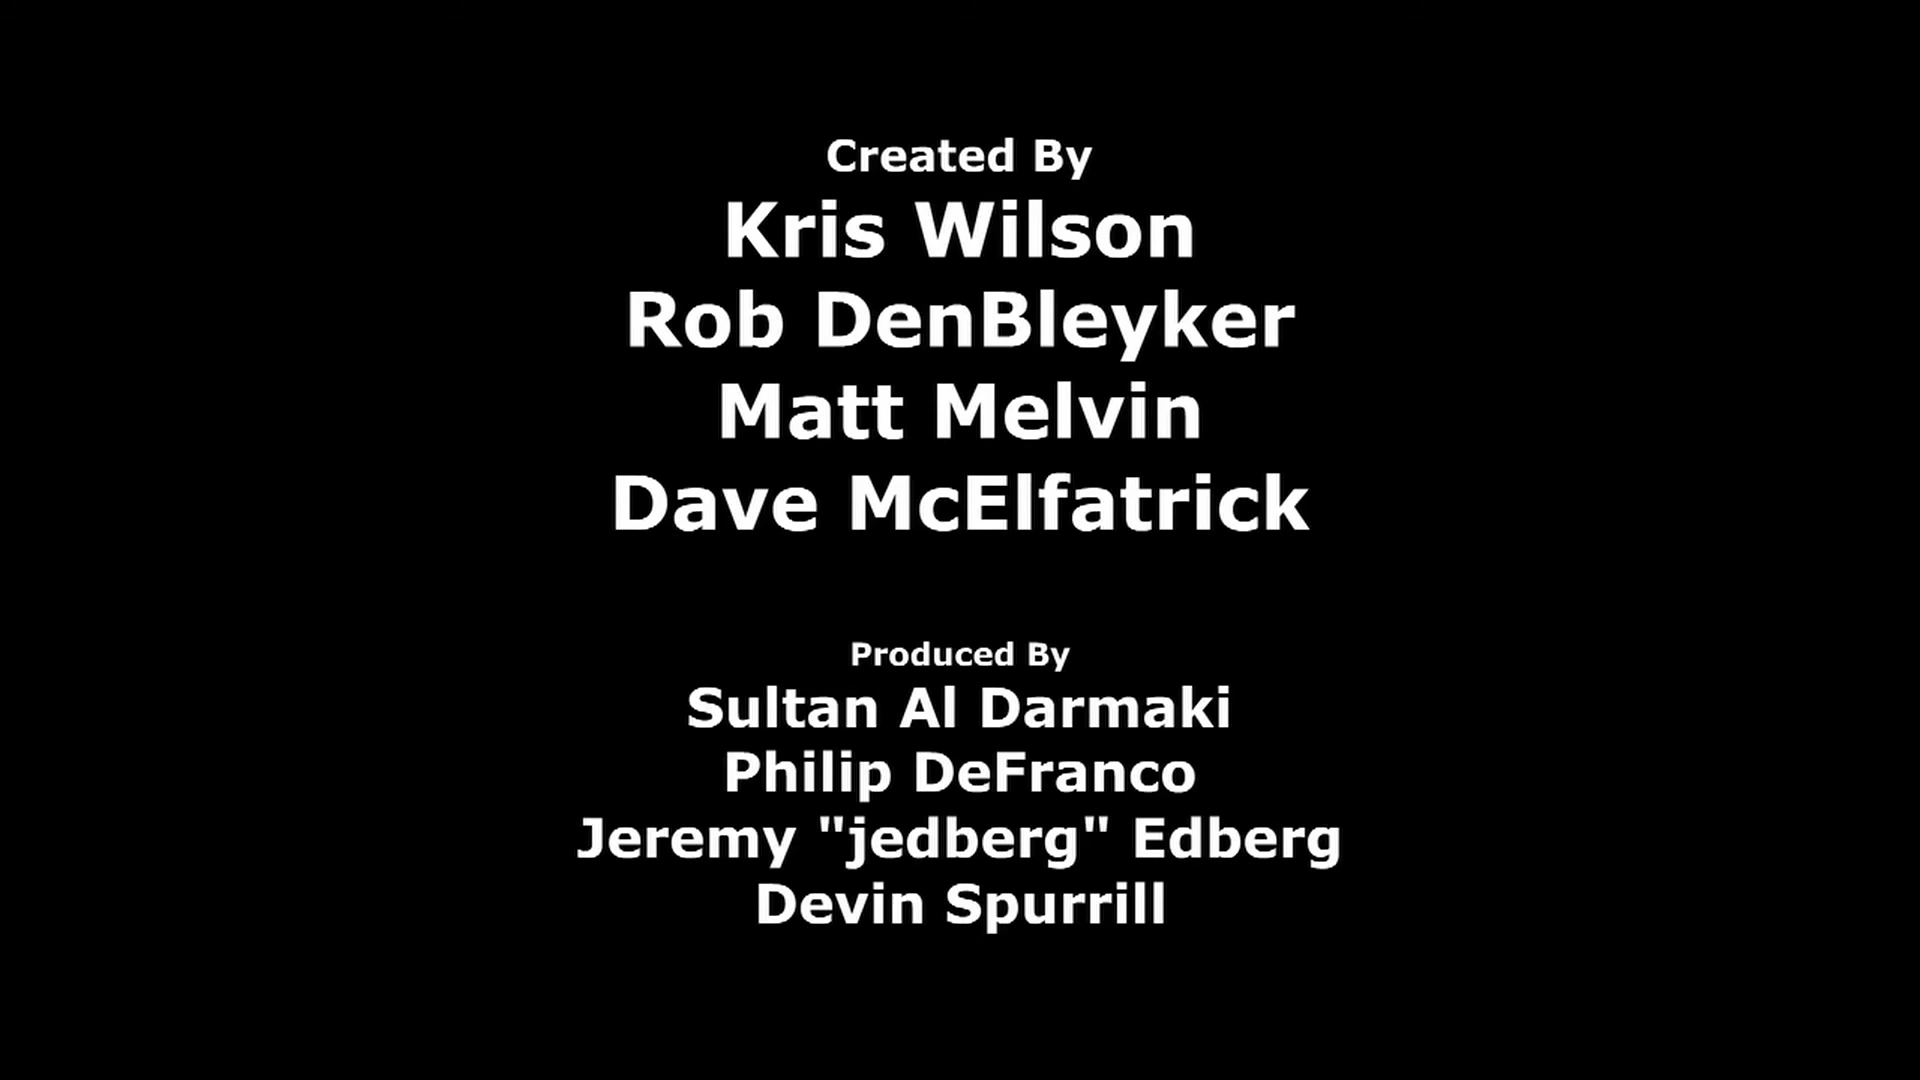 Created By
Kris Wilson
Rob DenBleyker
Matt Melvin
Dave McElfatrick
Produced By
Sultan Al Darmaki
Philip DeFranco
Jeremy "jedberg" Edberg
Devin Spurrill